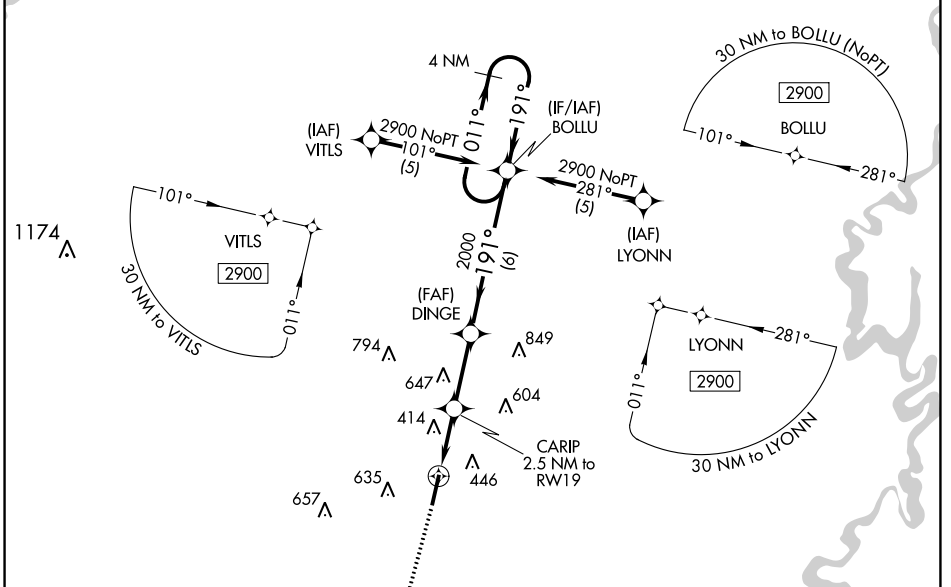 30 NM to BOLLU (NoPT)
2900
BOLLU
101°
281°
4 NM
011°
191°
(IF/IAF)
BOLLU
(IAF)
VITLS
2900 NoPT
101°
(5)
2900 NoPT
281°
(5)
(IAF)
LYONN
101°
VITLS
2900
011°
30 NM to VITLS
1174
2000
191°
(6)
(FAF)
DINGE
LYONN
281°
2900
011°
30 NM to LYONN
794
849
647
604
414
CARIP
2.5 NM to
RW19
446
635
657